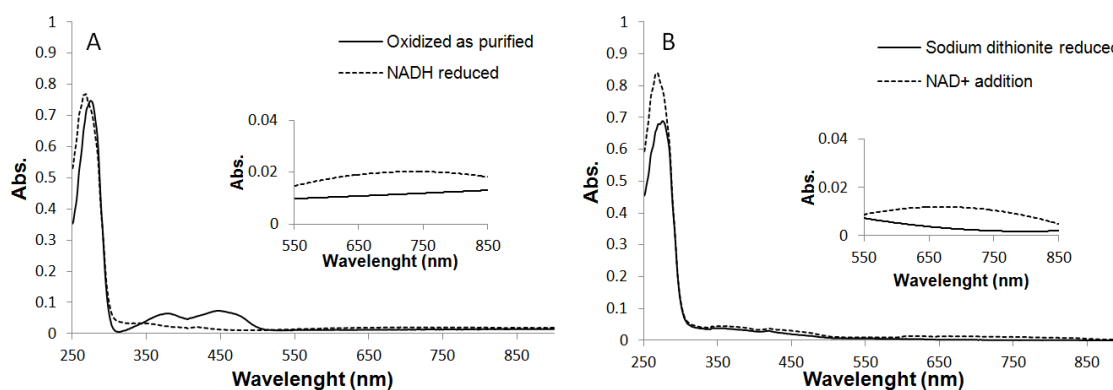 A
Oxidized as purified
NADH reduced
Abs.
1
0.9
0.8
0.7
0.6
0.5
0.4
0.3
0.2
0.1
0
250 350 450 550 650 750 850
Wavelenght (nm)
Abs.
0.04
0.02
0
550 650 750 850
Wavelenght (nm)
B
Sodium dithionite reduced
NAD+ addition
Abs.
1
0.9
0.8
0.7
0.6
0.5
0.4
0.3
0.2
0.1
0
250 350 450 550 650 750 850
Wavelenght (nm)
Abs.
0.04
0.02
0
550 650 750 850
Wavelenght (nm)